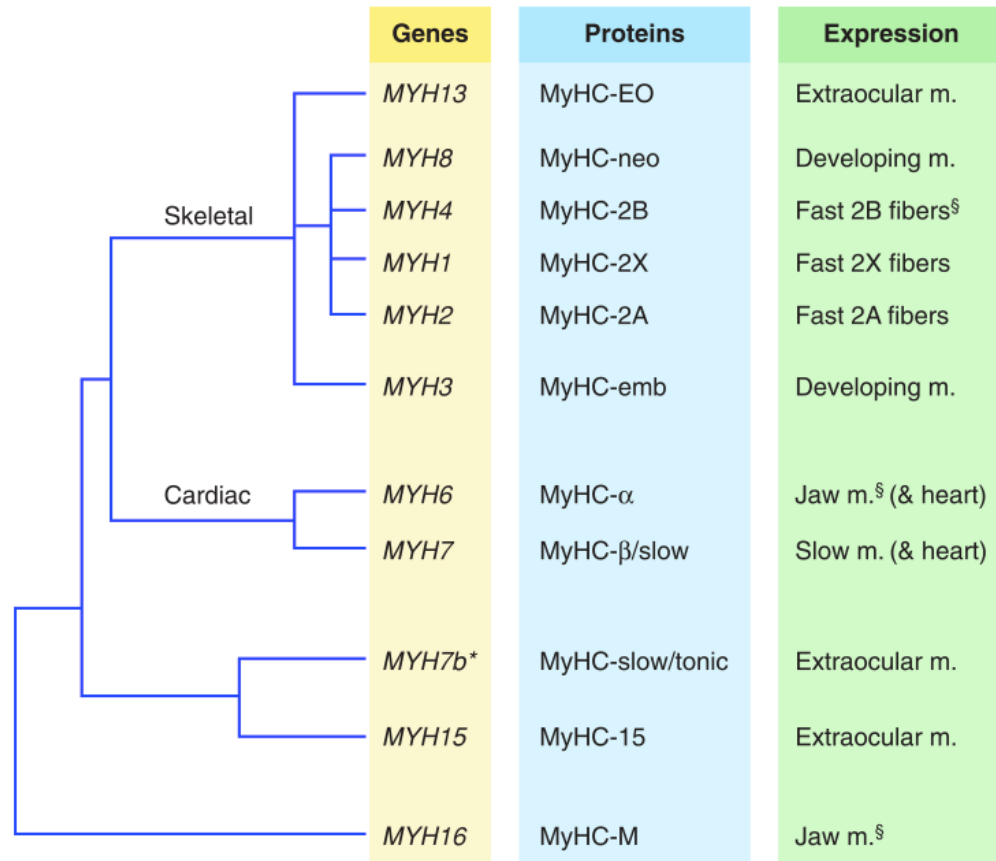 Genes Proteins Expression
MYH13 MyHC-EO Extraocular m.
MYH8 MyHC-neo Developing m.
Skeletal
MYH4 MyHC-2B Fast 2B fibers§
MYH1 MyHC-2X Fast 2X fibers
MYH2 MyHC-2A Fast 2A fibers
MYH3 MyHC-emb Developing m.
Cardiac
MYH6 MyHC-α Jaw m.§ (& heart)
MYH7 MyHC-β/slow Slow m. (& heart)
MYH7b* MyHC-slow/tonic Extraocular m.
MYH15 MyHC-15 Extraocular m.
MYH16 MyHC-M Jaw m.§